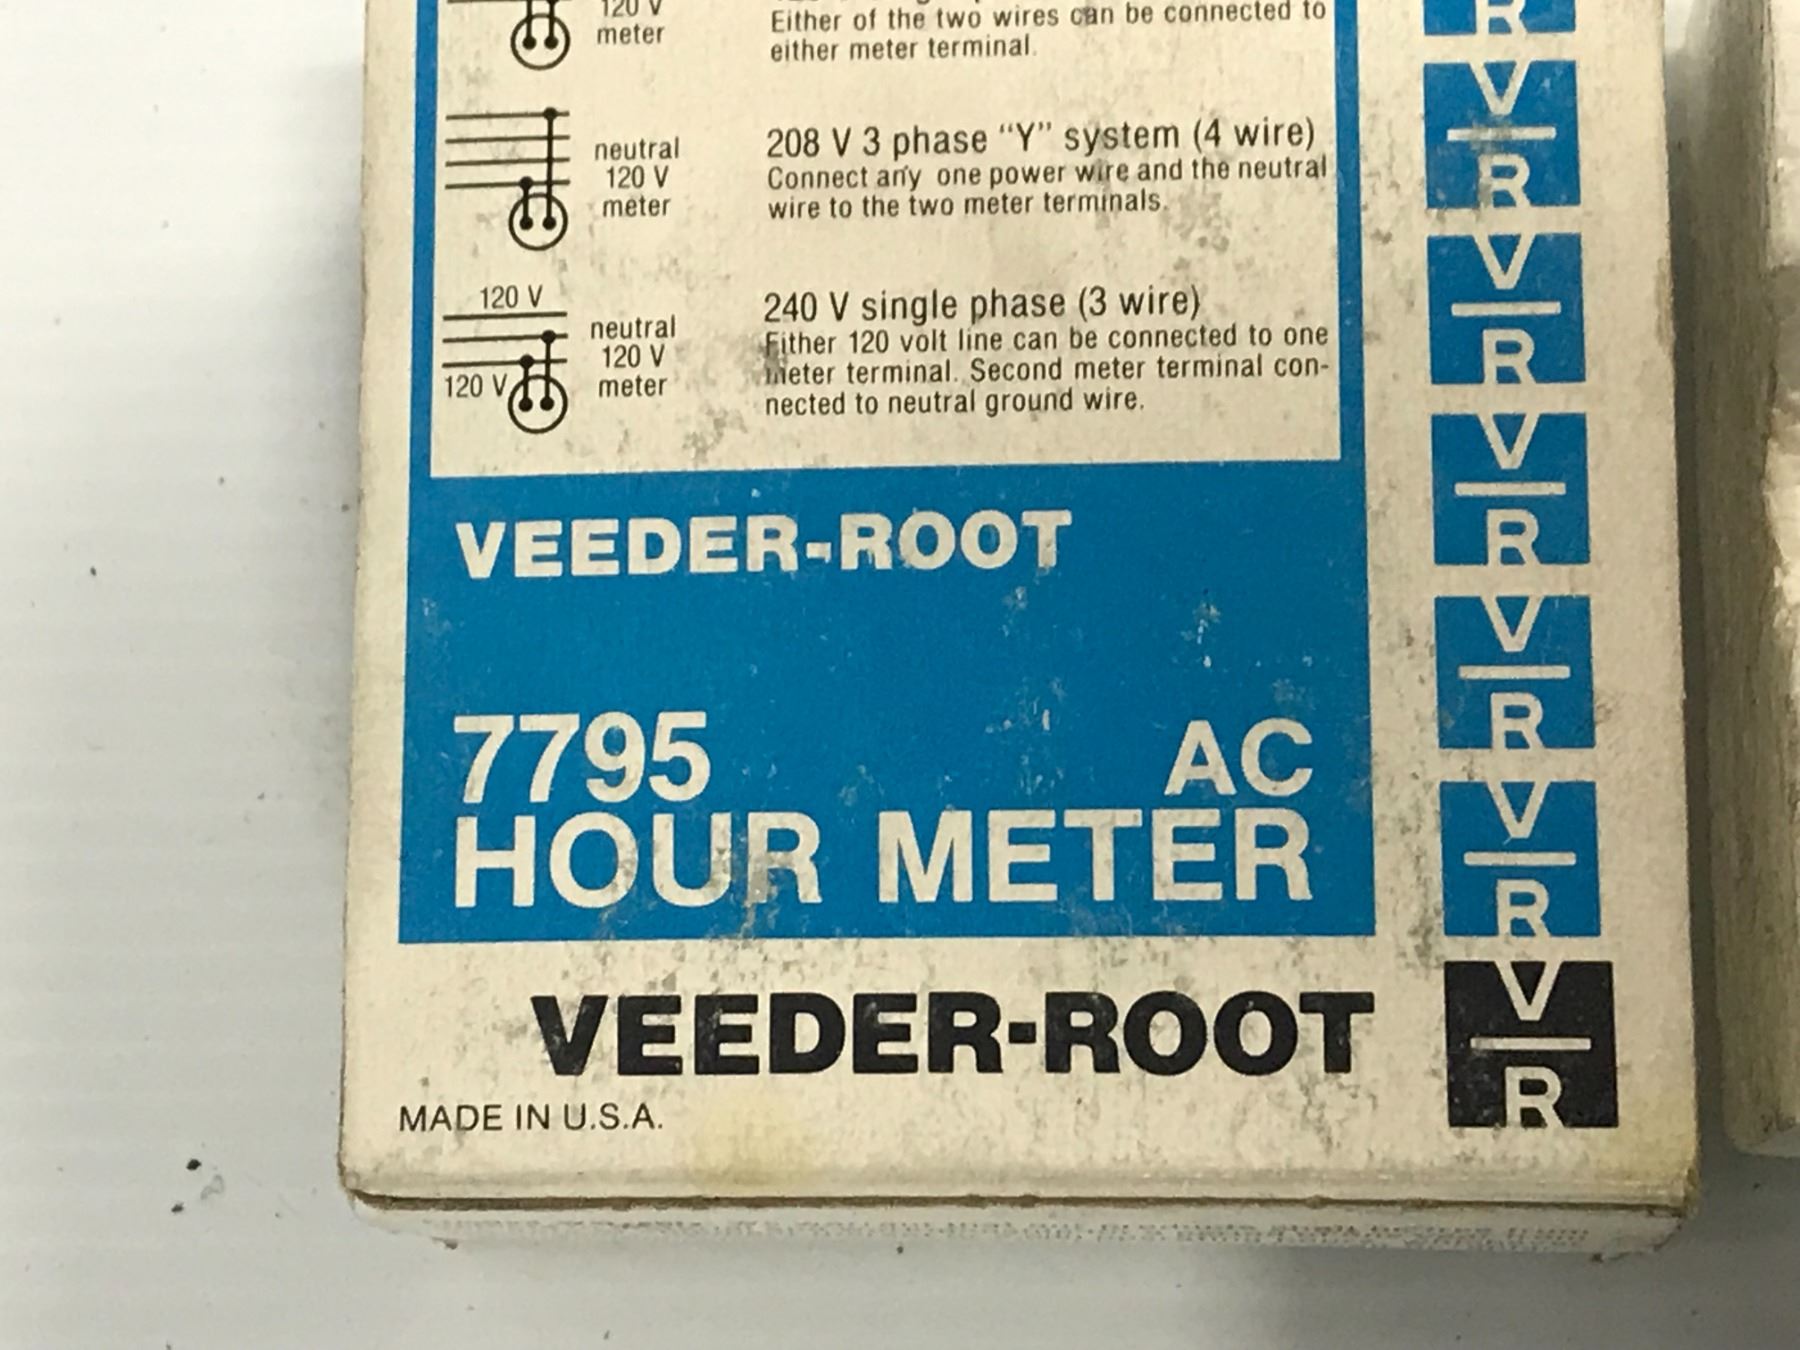 120 V
meter
Either of the two wires can be connected to
either meter terminal.
neutral
120 V
meter
208 V 3 phase "Y" system (4 wire)
Connect any one power wire and the neutral
wire to the two meter terminals.
120 V
neutral
120 V
120 V
meter
240 V single phase (3 wire)
Either 120 volt line can be connected to one
meter terminal. Second meter terminal con-
nected to neutral ground wire.
VEEDER-ROOT
7795 AC
HOUR METER
VEEDER-ROOT
MADE IN U.S.A.
R
V
R
V
R
V
R
V
R
V
R
V
R